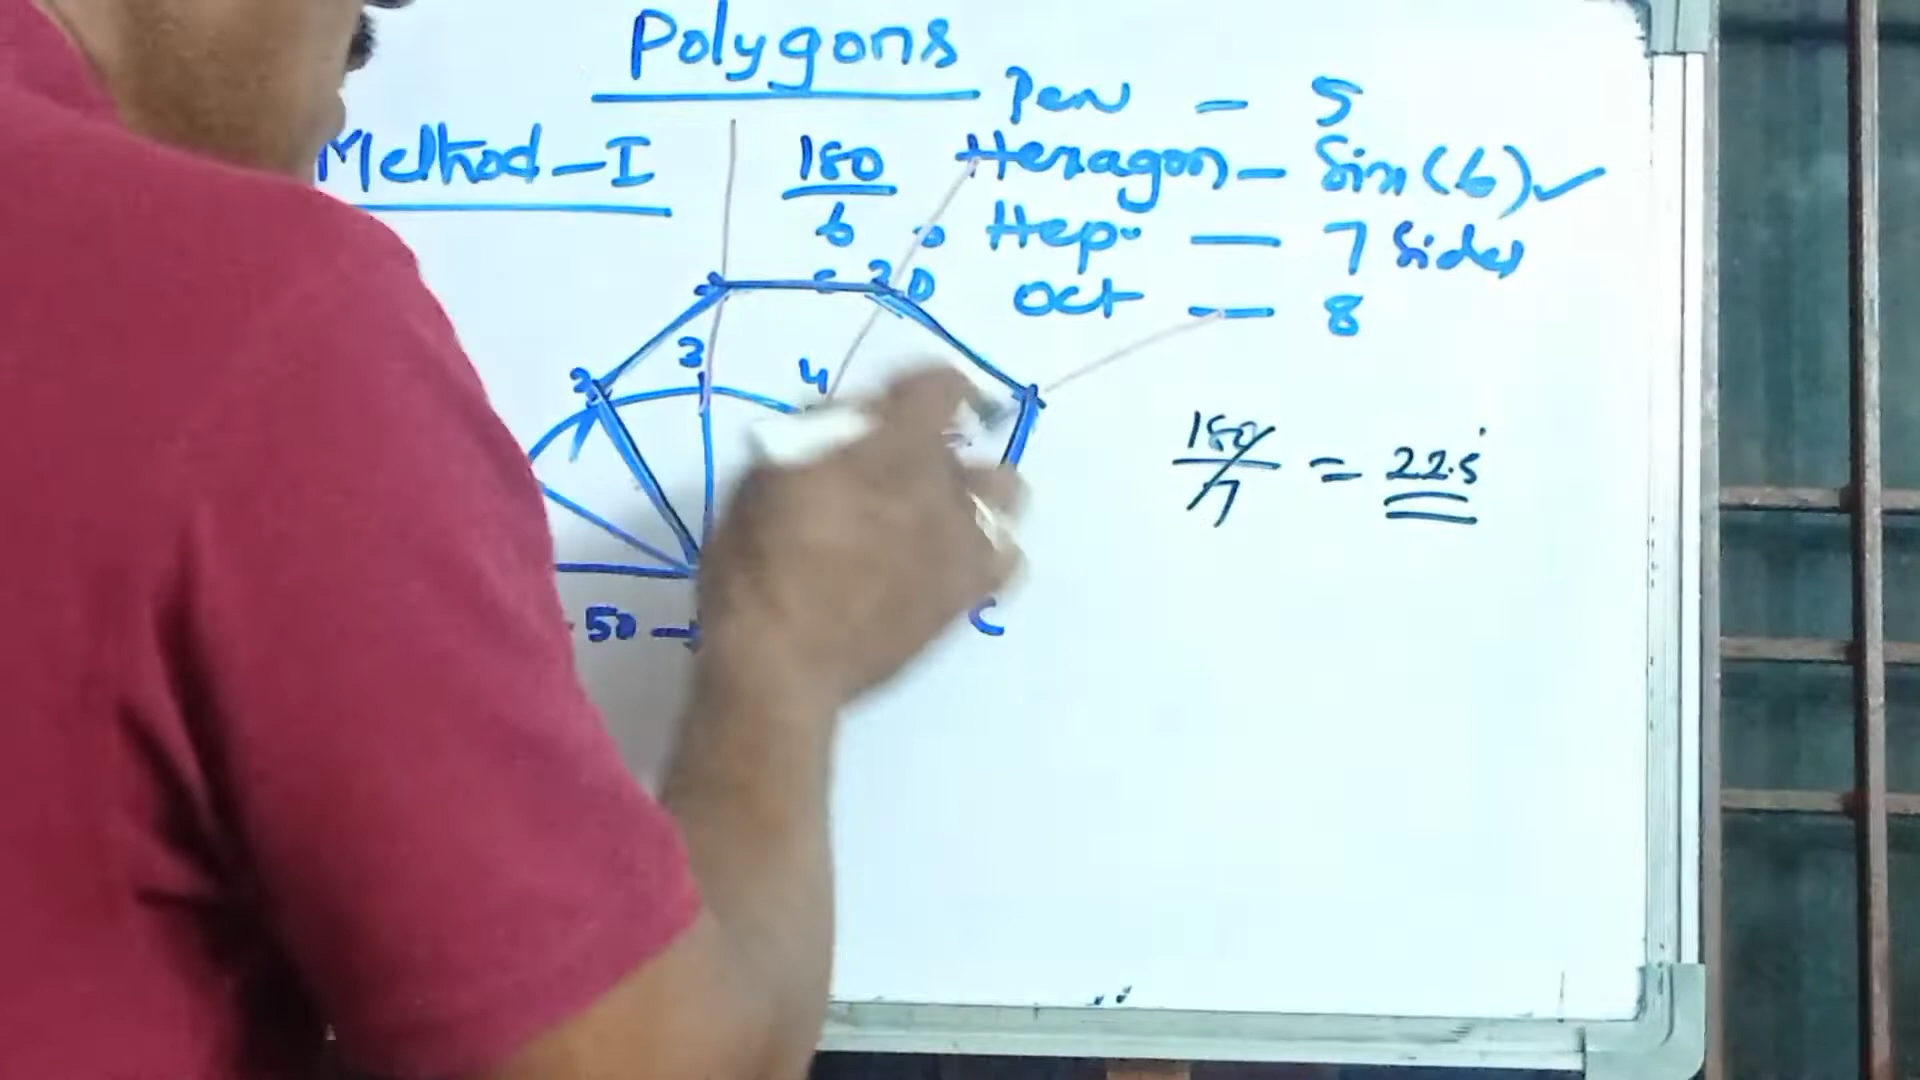 Polygons
Pen - 5
Method-I
180
6
Hexagon - Six(6) ✓
Hep. - 7 Sides
Oct - 8
= 30
2
3
4
180
7
= 22.5
50
C